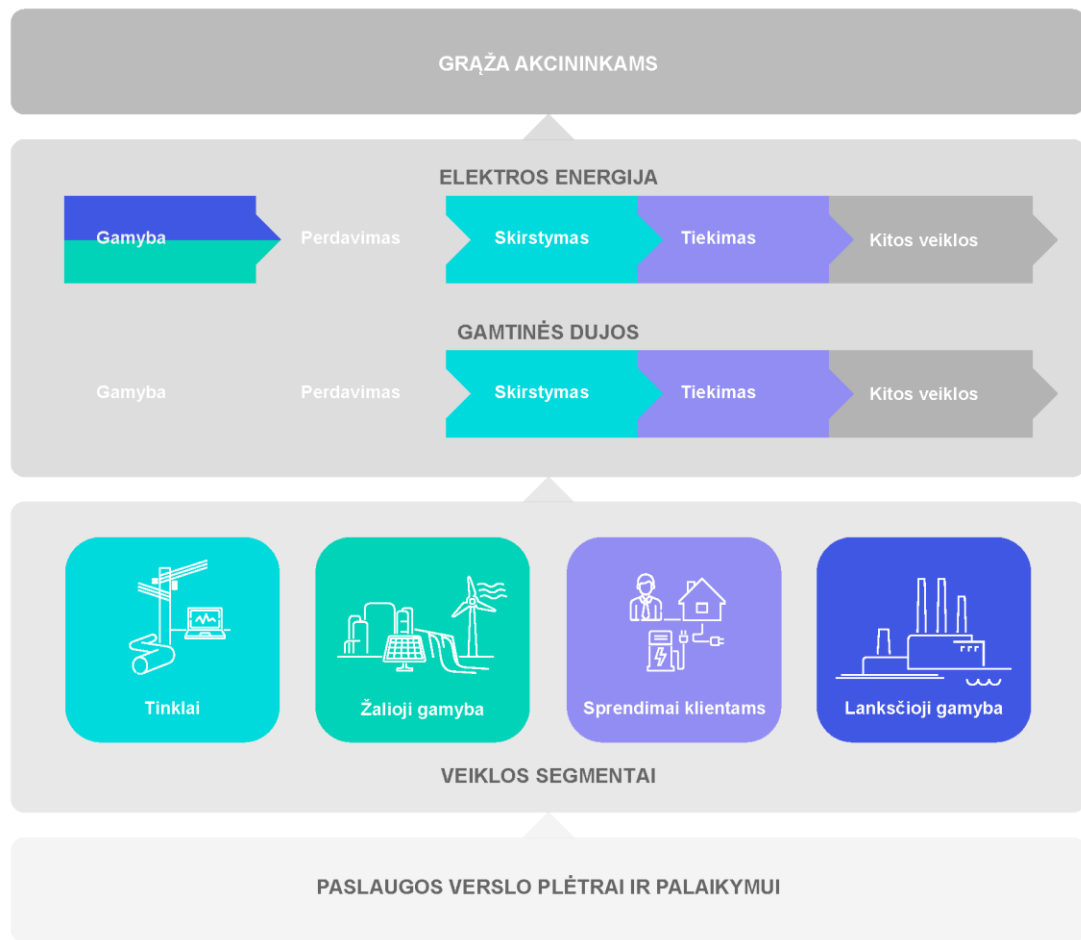 GRĄŽA AKCININKAMS
ELEKTROS ENERGIJA
Gamyba Perdavimas Skirstymas Tiekimas Kitos veiklos
GAMTINĖS DUJOS
Gamyba Perdavimas Skirstymas Tiekimas Kitos veiklos
Tinklai Žalioji gamyba Sprendimai klientams Lanksčioji gamyba
VEIKLOS SEGMENTAI
PASLAUGOS VERSLO PLĖTRAI IR PALAIKYMUI